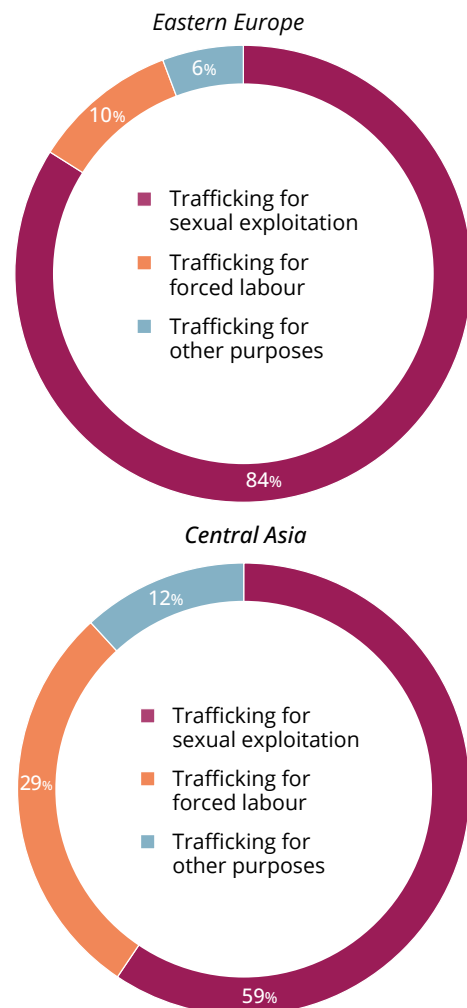 Eastern Europe
6%
10%
Trafficking for
sexual exploitation
Trafficking for
forced labour
Trafficking for
other purposes
84%
Central Asia
12%
Trafficking for
sexual exploitation
29%
Trafficking for
forced labour
Trafficking for
other purposes
59%